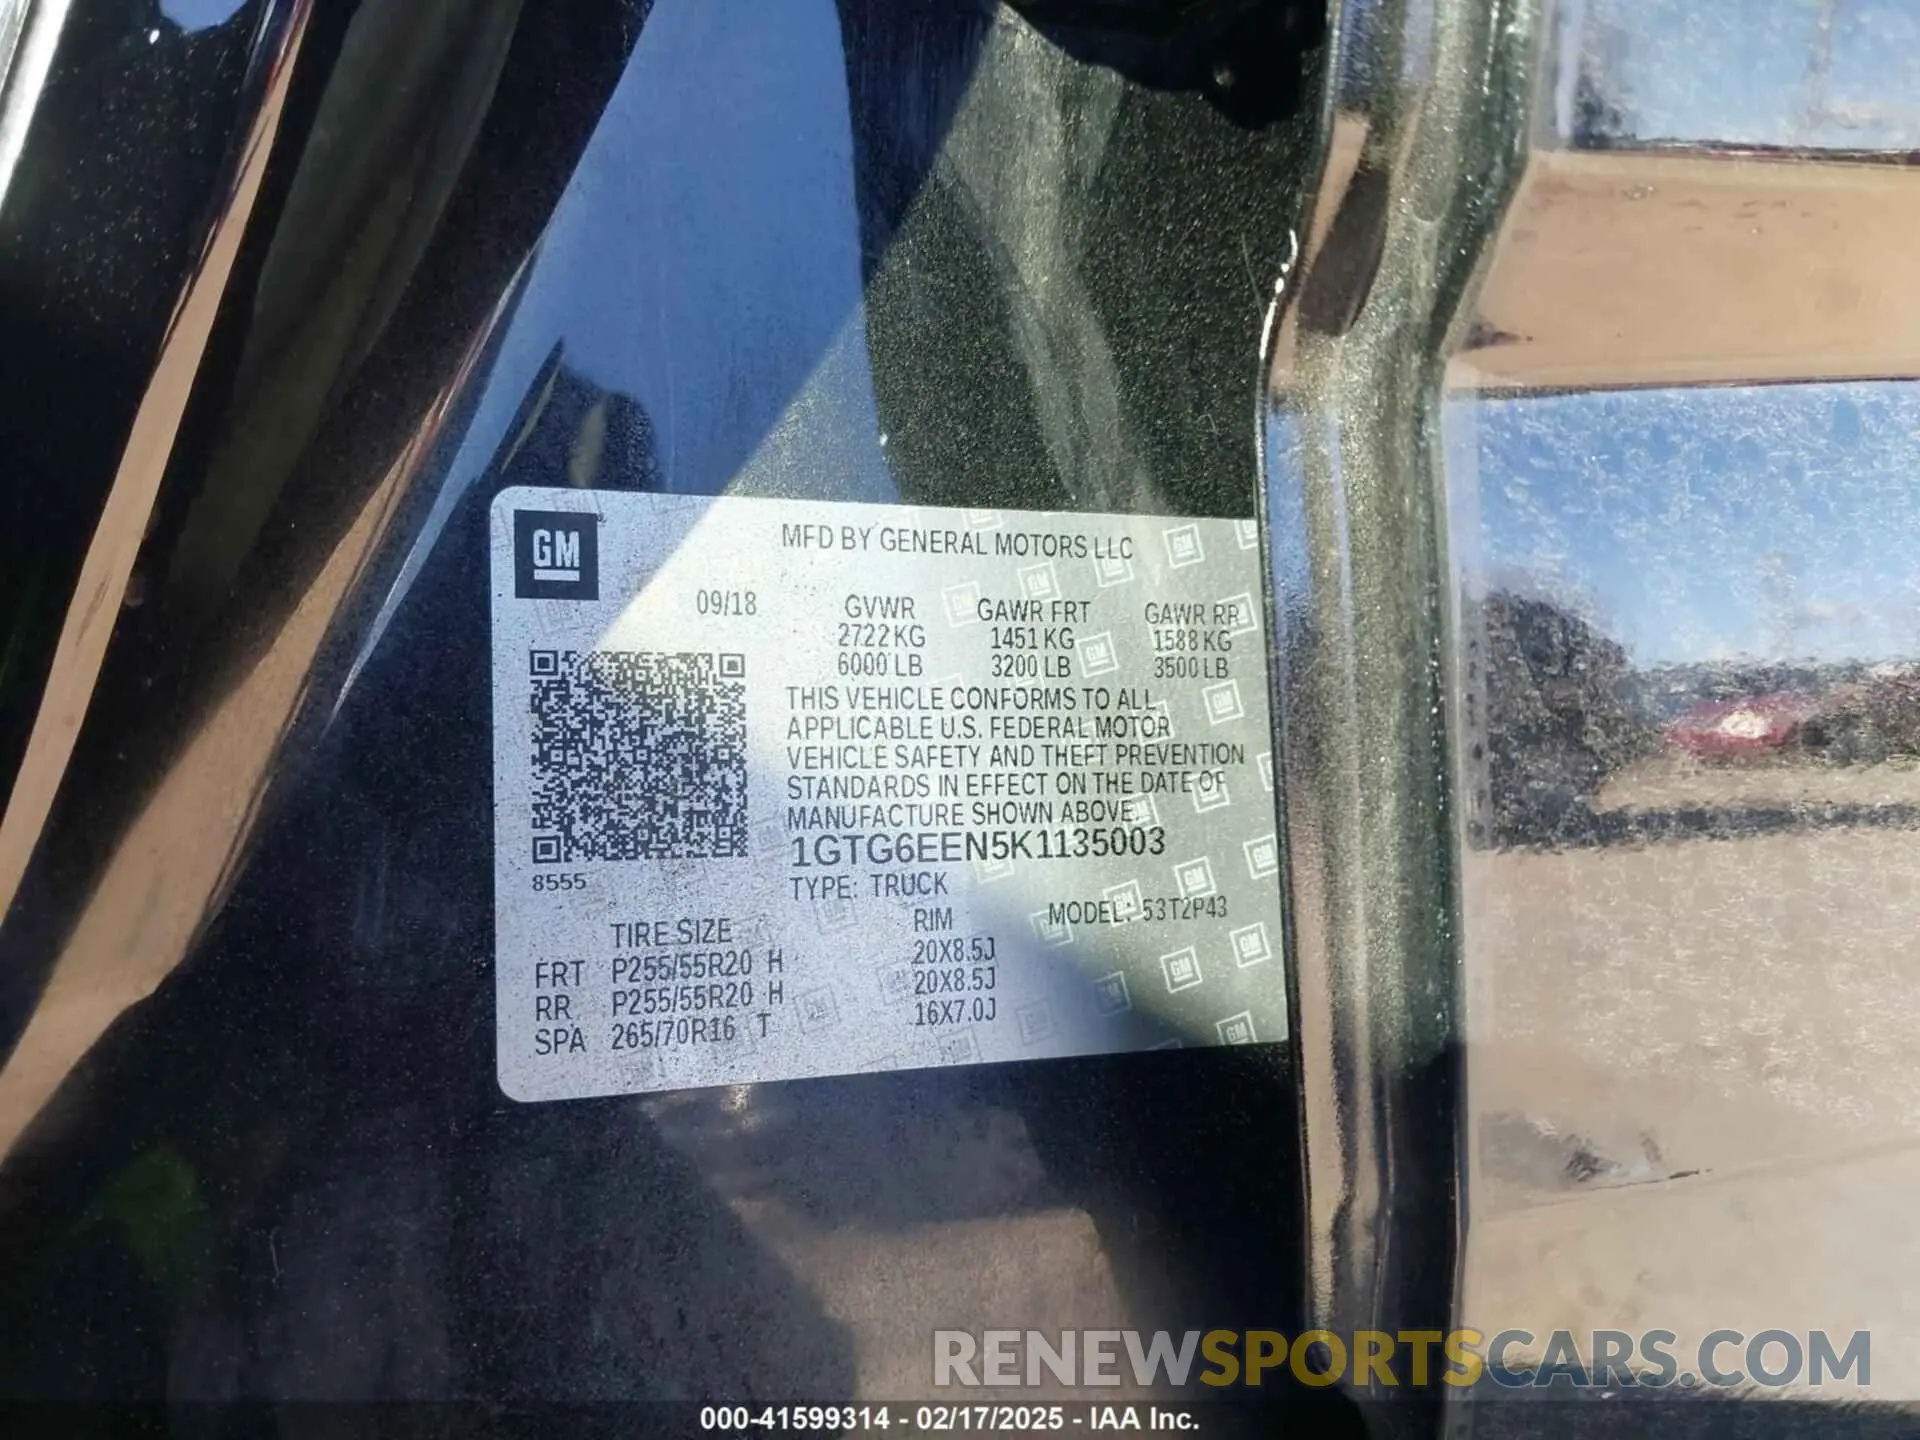 GM
MFD BY GENERAL MOTORS LLC
09/18 GVWR GAWR FRT GAWR RR
2722 KG 1451 KG 1588 KG
6000 LB 3200 LB 3500 LB
THIS VEHICLE CONFORMS TO ALL
APPLICABLE U.S. FEDERAL MOTOR
VEHICLE SAFETY AND THEFT PREVENTION
STANDARDS IN EFFECT ON THE DATE OF
MANUFACTURE SHOWN ABOVE.
1GTG6EEN5K1135003
8555
TYPE: TRUCK
MODEL: 53T2P43
TIRE SIZE RIM
FRT P255/55R20 H 20X8.5J
RR P255/55R20 H 20X8.5J
SPA 265/70R16 T 16X7.0J
RENEWSPORTSCARS.COM
000-41599314 - 02/17/2025 - IAA Inc.